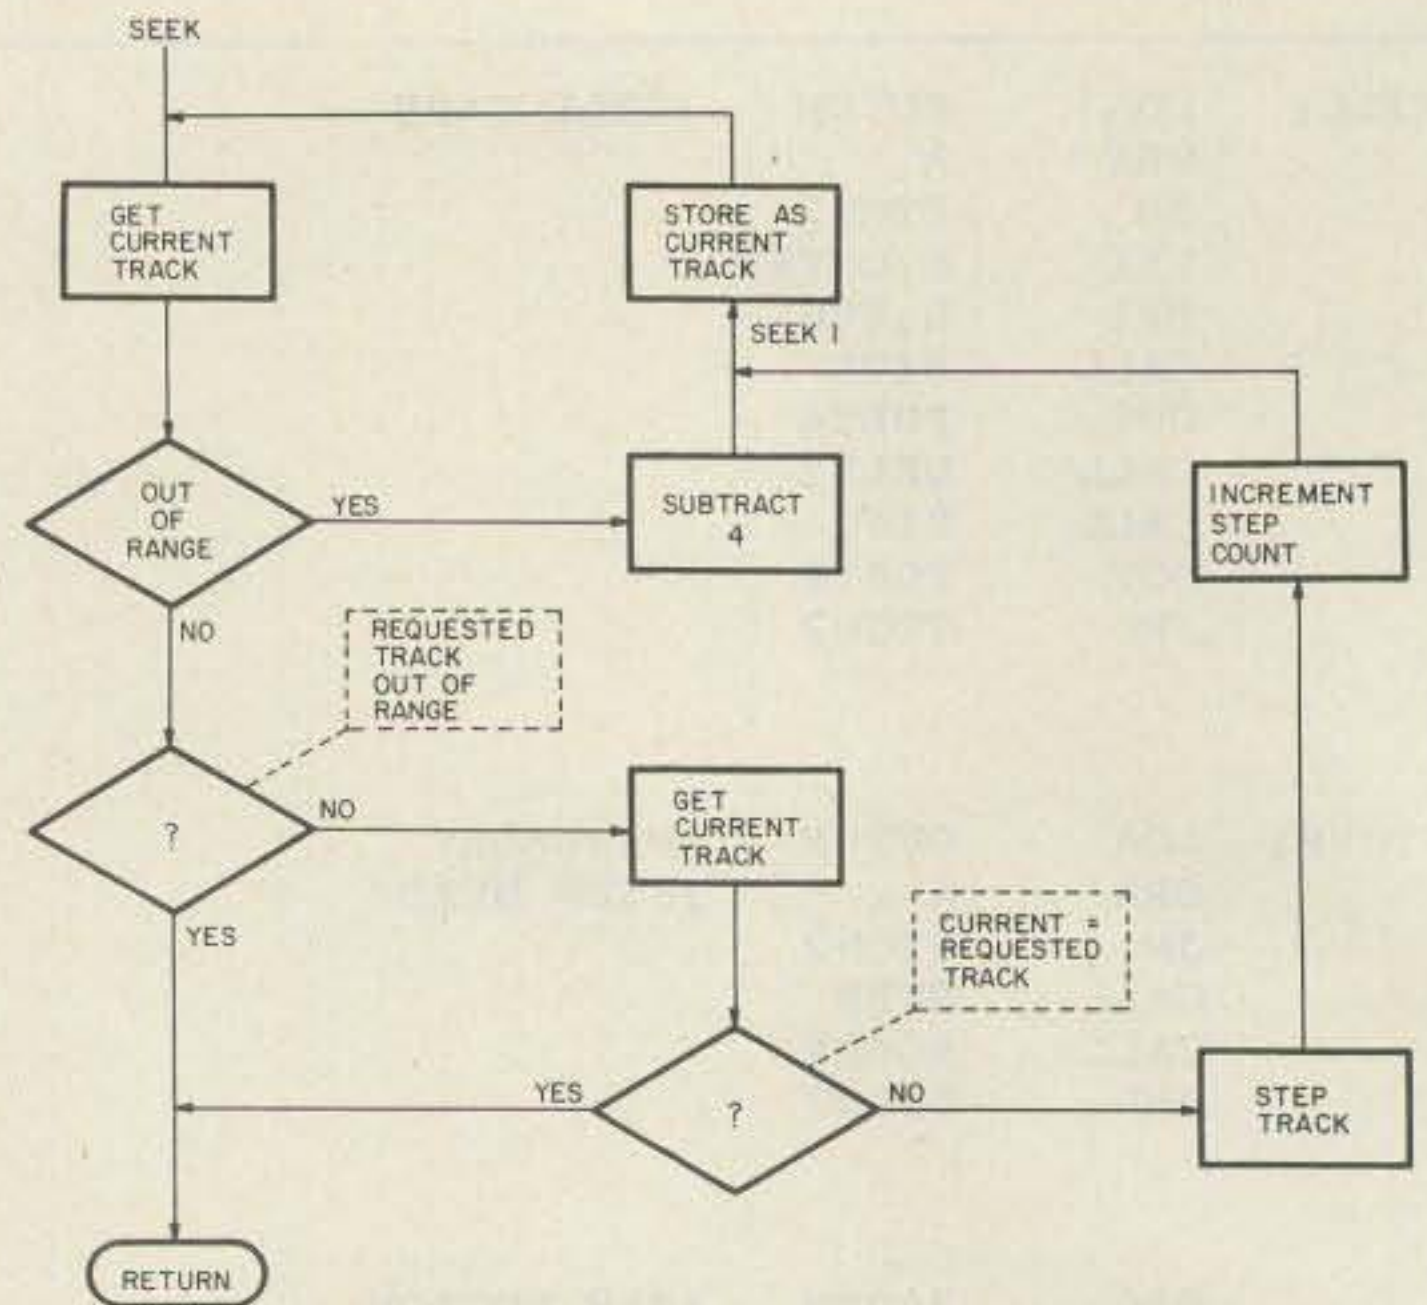 SEEK
GET
CURRENT
TRACK
STORE AS
CURRENT
TRACK
SEEK 1
OUT
OF
RANGE
YES
SUBTRACT
4
INCREMENT
STEP
COUNT
NO
REQUESTED
TRACK
OUT OF
RANGE
?
NO
GET
CURRENT
TRACK
YES
CURRENT =
REQUESTED
TRACK
YES
?
NO
STEP
TRACK
RETURN